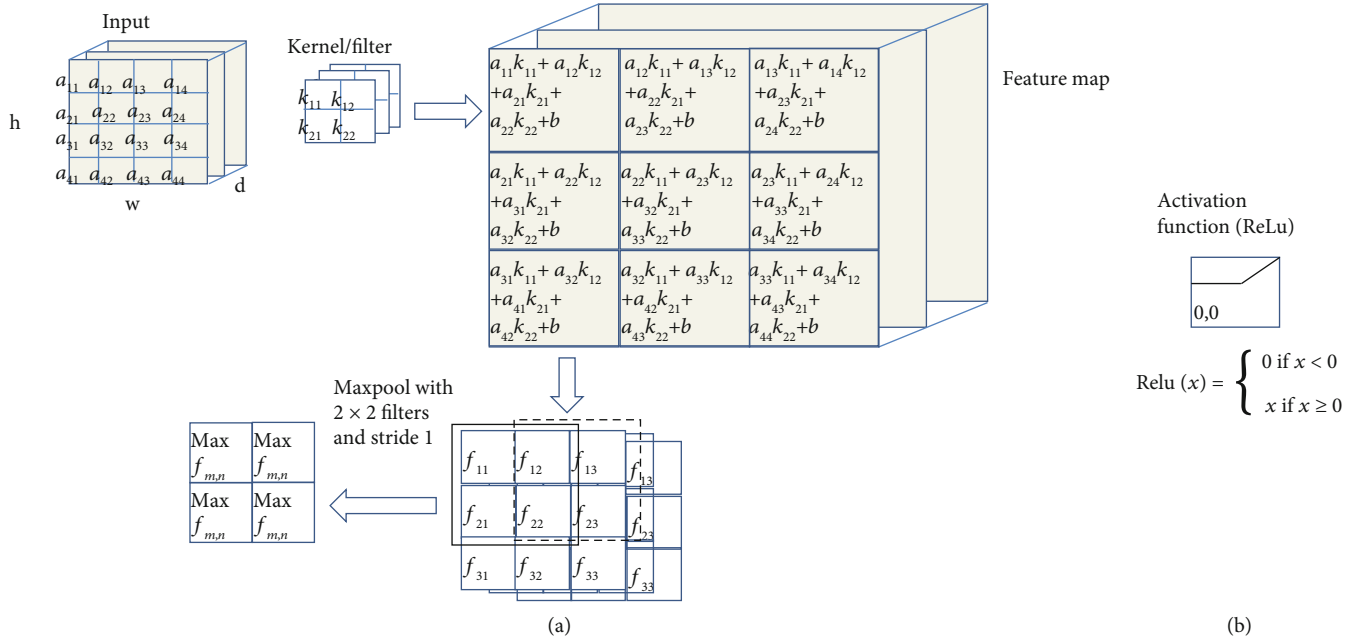 Input
a11 a12 a13 a14
a21 a22 a23 a24
a31 a32 a33 a34
a41 a42 a43 a44
h
w
d
Kernel/filter
k11 k12
k21 k22
a11k11+ a12k12
+a21k21+
a22k22+b
a12k11+ a13k12
+a22k21+
a23k22+b
a13k11+ a14k12
+a23k21+
a24k22+b
a21k11+ a22k12
+a31k21+
a32k22+b
a22k11+ a23k12
+a32k21+
a33k22+b
a23k11+ a24k12
+a33k21+
a34k22+b
a31k11+ a32k12
+a41k21+
a42k22+b
a32k11+ a33k12
+a42k21+
a43k22+b
a33k11+ a34k12
+a43k21+
a44k22+b
Feature map
Maxpool with
2 × 2 filters
and stride 1
f11 f12 f13 f13
f21 f22 f23 f23
f31 f32 f33 f33
Max Max
fm,n fm,n
Max Max
fm,n fm,n
(a)
Activation
function (ReLu)
0,0
Relu (x) = {
0 if x < 0
x if x ≥ 0
(b)